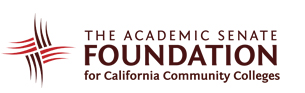 THE ACADEMIC SENATE
FOUNDATION
for California Community Colleges